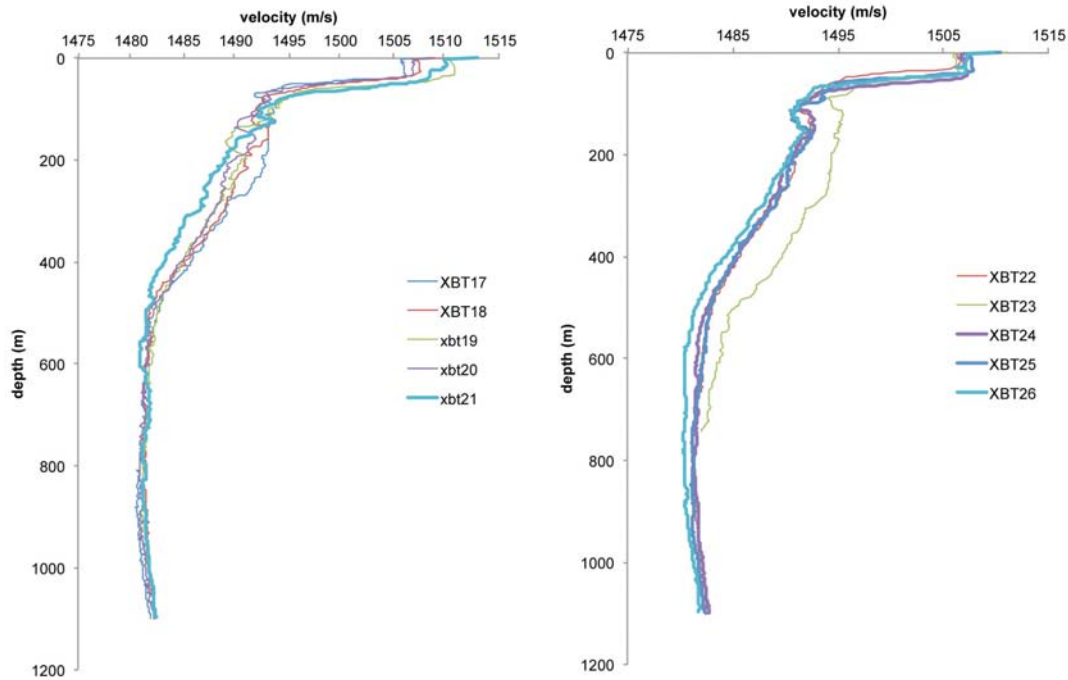 velocity (m/s)
1475 1480 1485 1490 1495 1500 1505 1510 1515
0
200
400
600
800
1000
1200
depth (m)
XBT17
XBT18
xbt19
xbt20
xbt21
velocity (m/s)
1475 1485 1495 1505 1515
0
200
400
600
800
1000
1200
depth (m)
XBT22
XBT23
XBT24
XBT25
XBT26